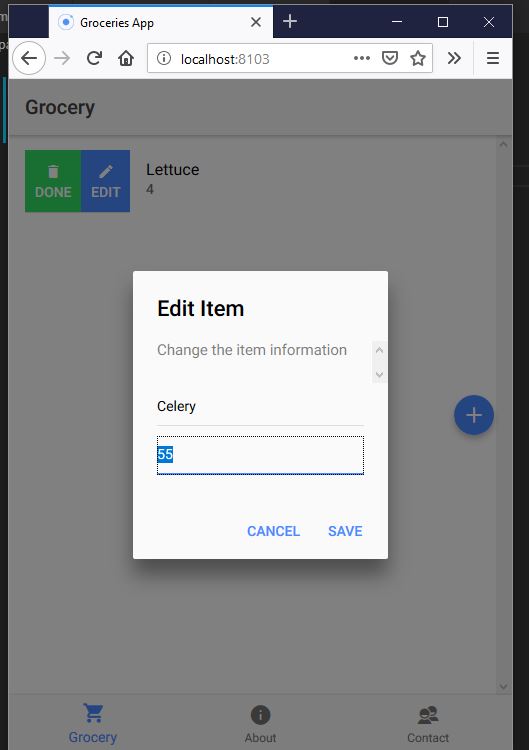 Groceries App
localhost:8103
Grocery
Lettuce
4
DONE EDIT
Edit Item
Change the item information
Celery
55
CANCEL SAVE
Grocery About Contact